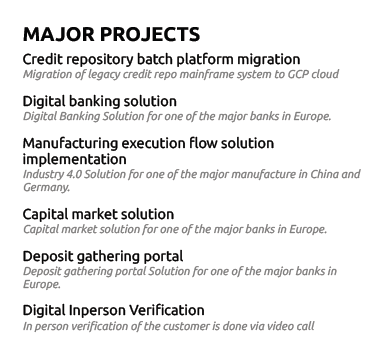 MAJOR PROJECTS
Credit repository batch platform migration
Migration of legacy credit repo mainframe system to GCP cloud
Digital banking solution
Digital Banking Solution for one of the major banks in Europe.
Manufacturing execution flow solution
implementation
Industry 4.0 Solution for one of the major manufacture in China and
Germany.
Capital market solution
Capital market solution for one of the major banks in Europe.
Deposit gathering portal
Deposit gathering portal Solution for one of the major banks in
Europe.
Digital Inperson Verification
In person verification of the customer is done via video call